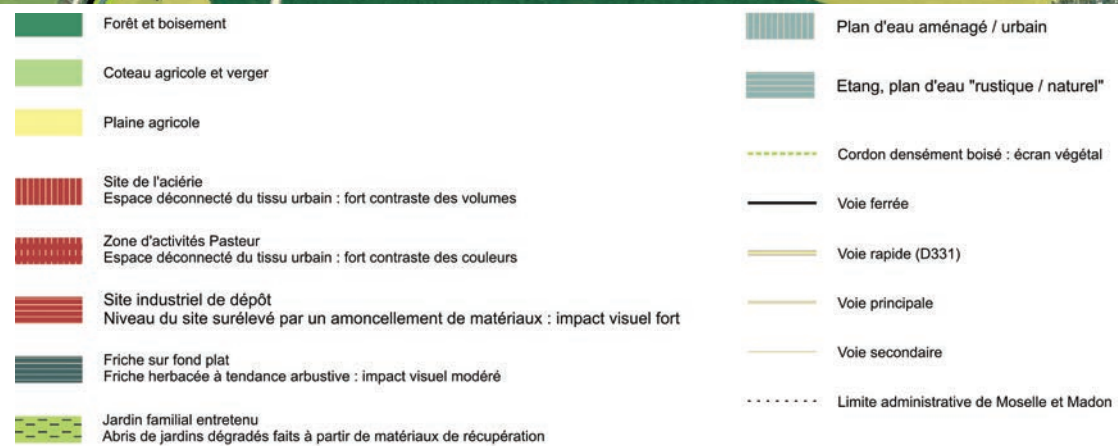 Forêt et boisement
Coteau agricole et verger
Plaine agricole
Site de l'aciérie
Espace déconnecté du tissu urbain : fort contraste des volumes
Zone d'activités Pasteur
Espace déconnecté du tissu urbain : fort contraste des couleurs
Site industriel de dépôt
Niveau du site surélevé par un amoncellement de matériaux : impact visuel fort
Friche sur fond plat
Friche herbacée à tendance arbustive : impact visuel modéré
Jardin familial entretenu
Abris de jardins dégradés faits à partir de matériaux de récupération
Plan d'eau aménagé / urbain
Etang, plan d'eau "rustique / naturel"
Cordon densément boisé : écran végétal
Voie ferrée
Voie rapide (D331)
Voie principale
Voie secondaire
Limite administrative de Moselle et Madon